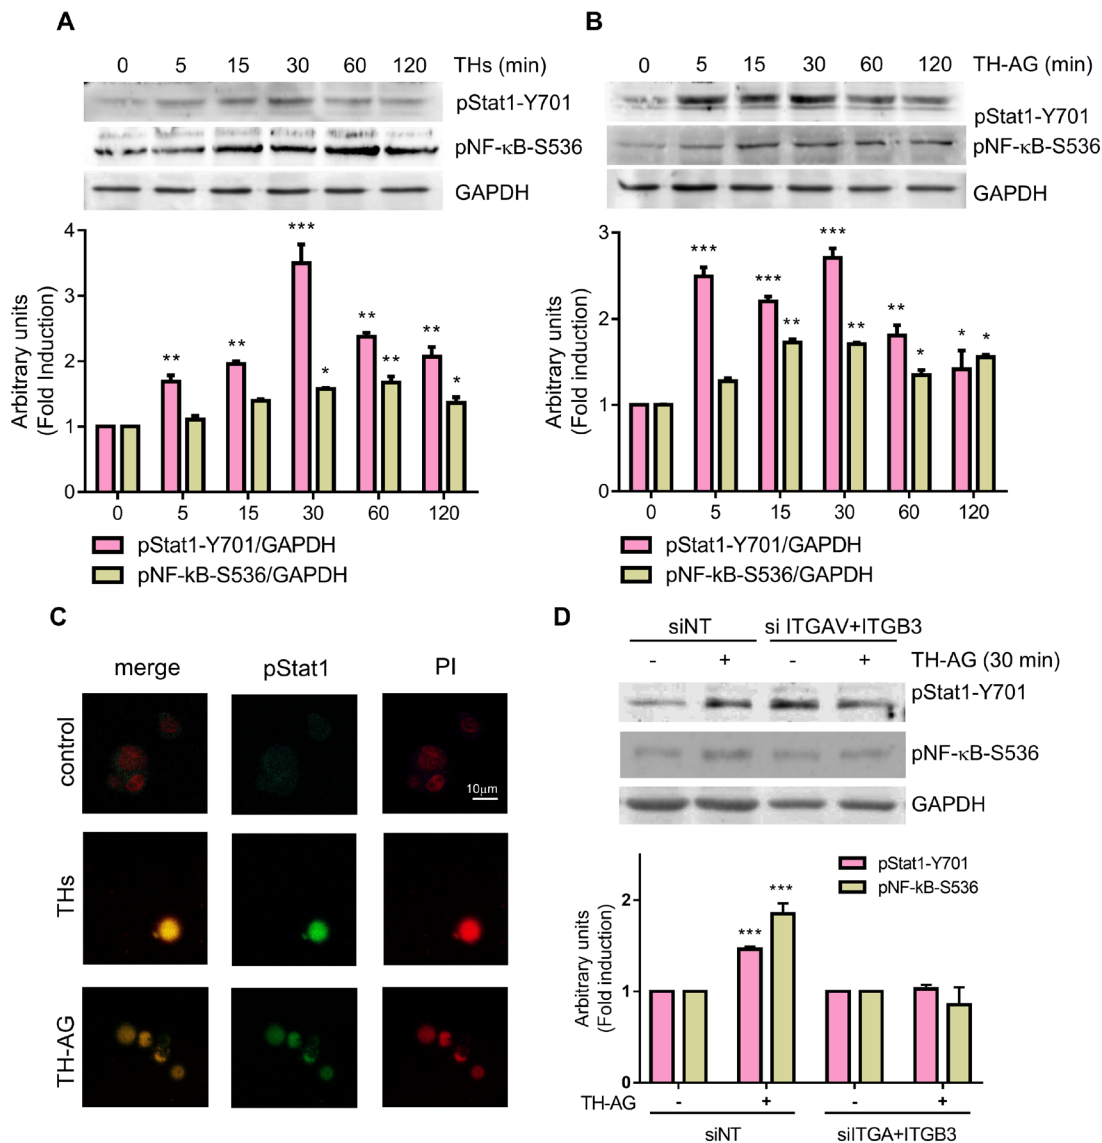 A
0 5 15 30 60 120 THs (min)
pStat1-Y701
pNF-κB-S536
GAPDH
Arbitrary units
(Fold Induction)
4
3
2
1
0
** ** *** * ** ** ** *
0 5 15 30 60 120
pStat1-Y701/GAPDH
pNF-kB-S536/GAPDH
B
0 5 15 30 60 120 TH-AG (min)
pStat1-Y701
pNF-κB-S536
GAPDH
Arbitrary units
(Fold induction)
3
2
1
0
*** *** ** *** ** ** * * *
0 5 15 30 60 120
pStat1-Y701/GAPDH
pNF-kB-S536/GAPDH
C
merge pStat1 PI
control
10μm
THs
TH-AG
D
siNT si ITGAV+ITGB3
- + - + TH-AG (30 min)
pStat1-Y701
pNF-κB-S536
GAPDH
pStat1-Y701
pNF-kB-S536
Arbitrary units
(Fold induction)
2
1
0
*** ***
TH-AG - + - +
siNT siITGA+ITGB3